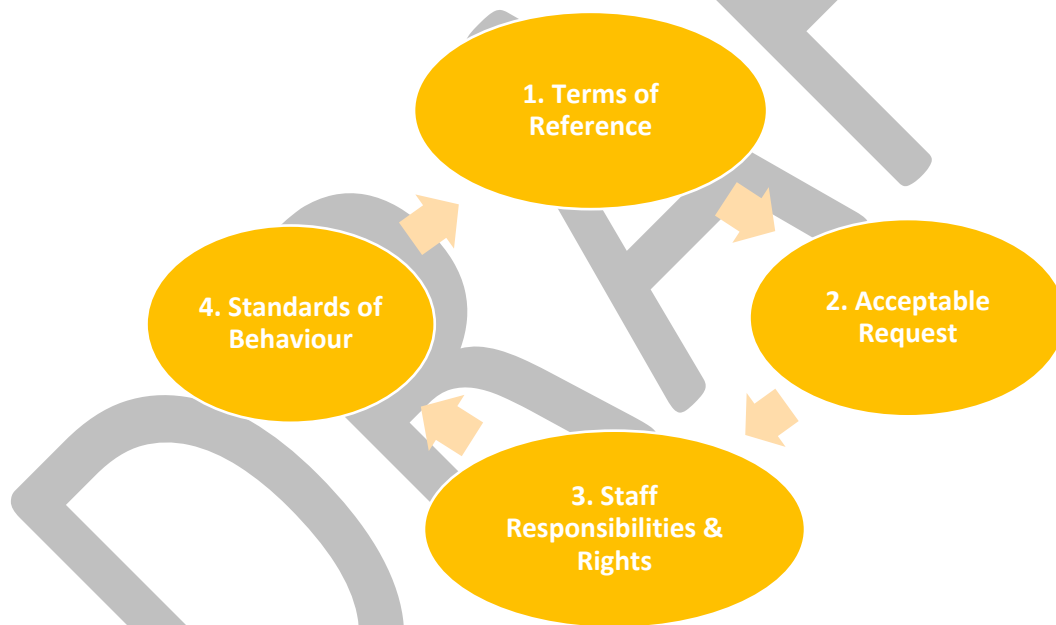 1. Terms of
Reference
2. Acceptable
Request
3. Staff
Responsibilities &
Rights
4. Standards of
Behaviour
DRAFT